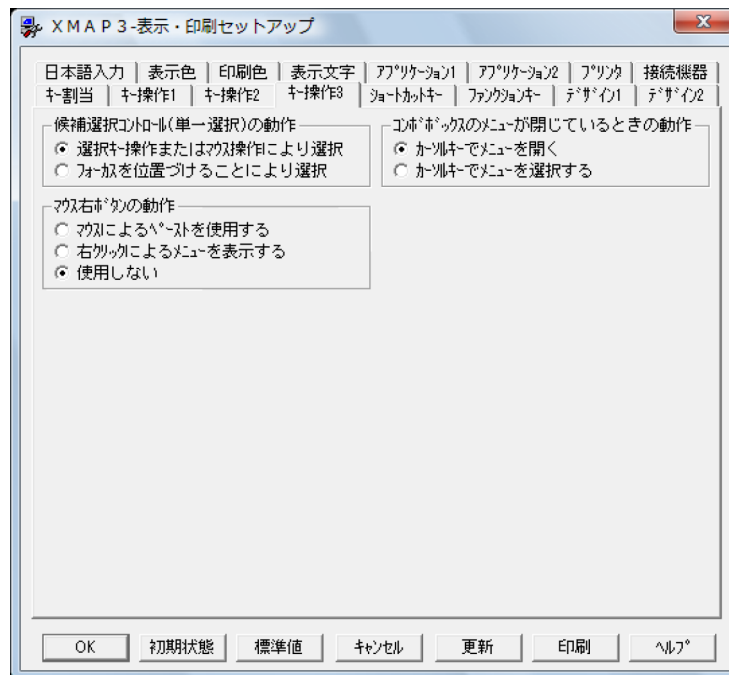 ＸＭＡＰ３-表示・印刷セットアップ
日本語入力 表示色 印刷色 表示文字 ｱﾌﾟﾘｹｰｼｮﾝ1 ｱﾌﾟﾘｹｰｼｮﾝ2 ﾌﾟﾘﾝﾀ 接続機器
ｷｰ割当 ｷｰ操作1 ｷｰ操作2 ｷｰ操作3 ｼｮｰﾄｶｯﾄｷｰ ﾌｧﾝｸｼｮﾝｷｰ ﾃﾞｻﾞｲﾝ1 ﾃﾞｻﾞｲﾝ2
候補選択ｺﾝﾄﾛｰﾙ(単一選択)の動作
選択ｷｰ操作またはﾏｳｽ操作により選択
ﾌｫｰｶｽを位置づけることにより選択
ｺﾝﾎﾞﾎﾞｯｸｽのﾒﾆｭｰが閉じているときの動作
ｶｰｿﾙｷｰでﾒﾆｭｰを開く
ｶｰｿﾙｷｰでﾒﾆｭｰを選択する
ﾏｳｽ右ﾎﾞﾀﾝの動作
ﾏｳｽによるﾍﾟｰｽﾄを使用する
右ｸﾘｯｸによるﾒﾆｭｰを表示する
使用しない
OK 初期状態 標準値 ｷｬﾝｾﾙ 更新 印刷 ﾍﾙﾌﾟ